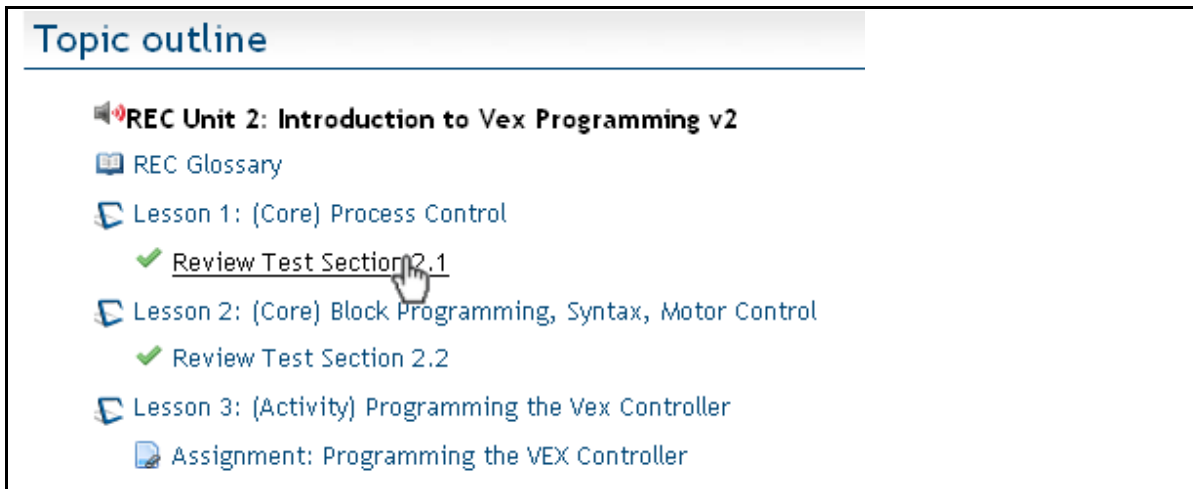 Topic outline
REC Unit 2: Introduction to Vex Programming v2
REC Glossary
Lesson 1: (Core) Process Control
Review Test Section 2.1
Lesson 2: (Core) Block Programming, Syntax, Motor Control
Review Test Section 2.2
Lesson 3: (Activity) Programming the Vex Controller
Assignment: Programming the VEX Controller